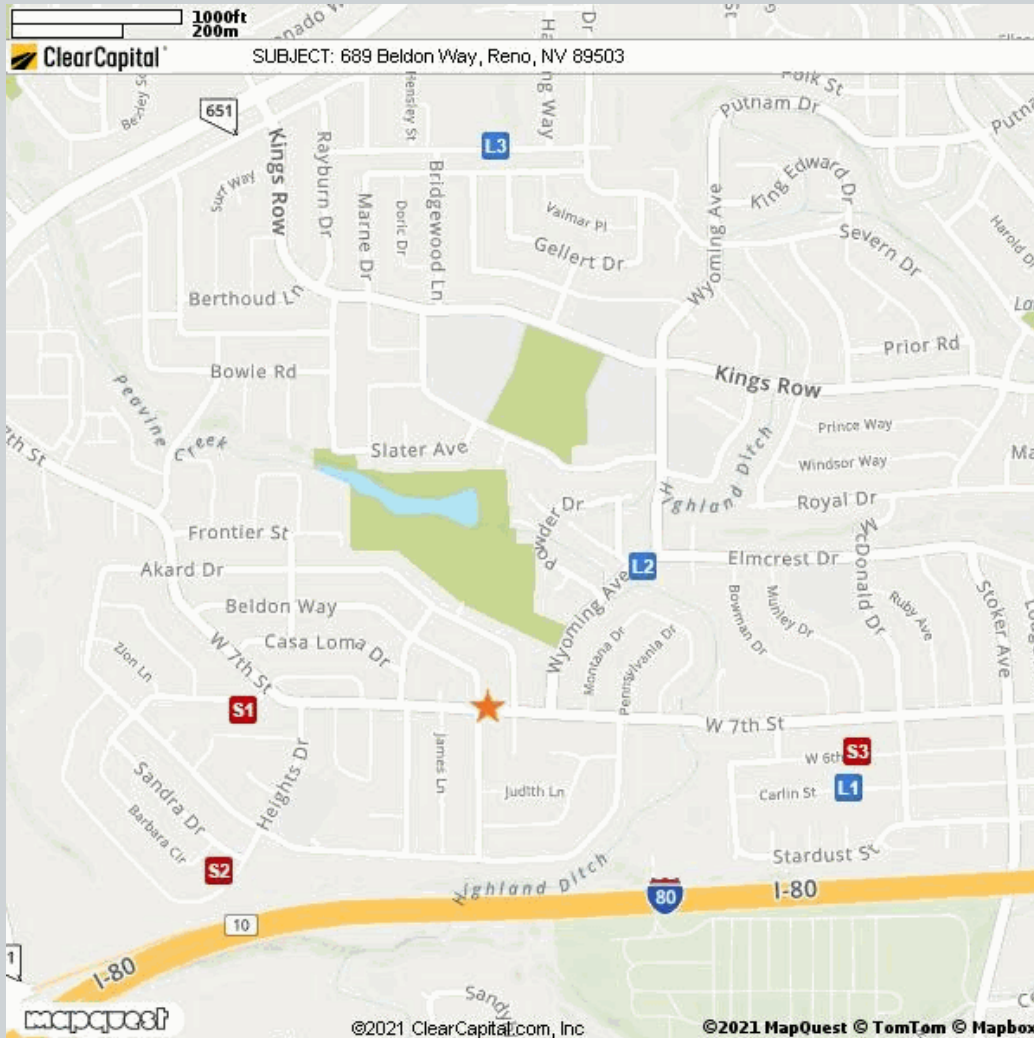 1000ft
200m
ClearCapital
SUBJECT: 689 Beldon Way, Reno, NV 89503
Dr
St
Hensley St
Putnam Dr
651
Kings Row
Rayburn Dr
L3
Surf Way
Bridgewood Ln
Marne Dr
Doric Dr
Valmar Pl
Gellert Dr
Wyoming Ave
King Edward Dr
Severn Dr
Berthoud Ln
Prior Rd
Bowie Rd
Kings Row
Peavine Creek
Prince Way
Windsor Way
Royal Dr
7th St
Slater Ave
Highland Ditch
Frontier St
Powder Dr
Elmcrest Dr
McDonald Dr
Akard Dr
L2
Beldon Way
Wyoming Ave
Bowman Dr
Munley Dr
Ruby Ave
Stoker Ave
Casa Loma Dr
Zion Ln
W 7th St
Montana Dr
Pennsylvania Dr
S1
W 7th St
James Ln
W 6th
S3
Heights Dr
Judith Ln
Carlin St
L1
Sandra Dr
Barbara Cir
S2
Stardust St
Highland Ditch
80
I-80
10
1
I-80
mapquest
Sandy
©2021 ClearCapital.com, Inc
©2021 MapQuest © TomTom © Mapbox